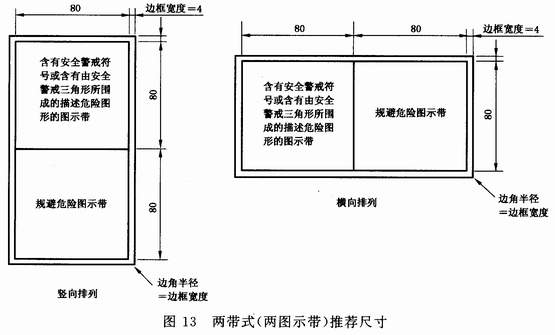 80
边框宽度=4
含有安全警戒符
号或含有由安全
警戒三角形所围
成的描述危险图
形的图示带
80
规避危险图示带
80
边角半径
=边框宽度
竖向排列
80
80
边框宽度=4
含有安全警戒符
号或含有由安全
警戒三角形所围
成的描述危险图
形的图示带
规避危险图示带
80
边角半径
=边框宽度
横向排列
图 13 两带式(两图示带)推荐尺寸